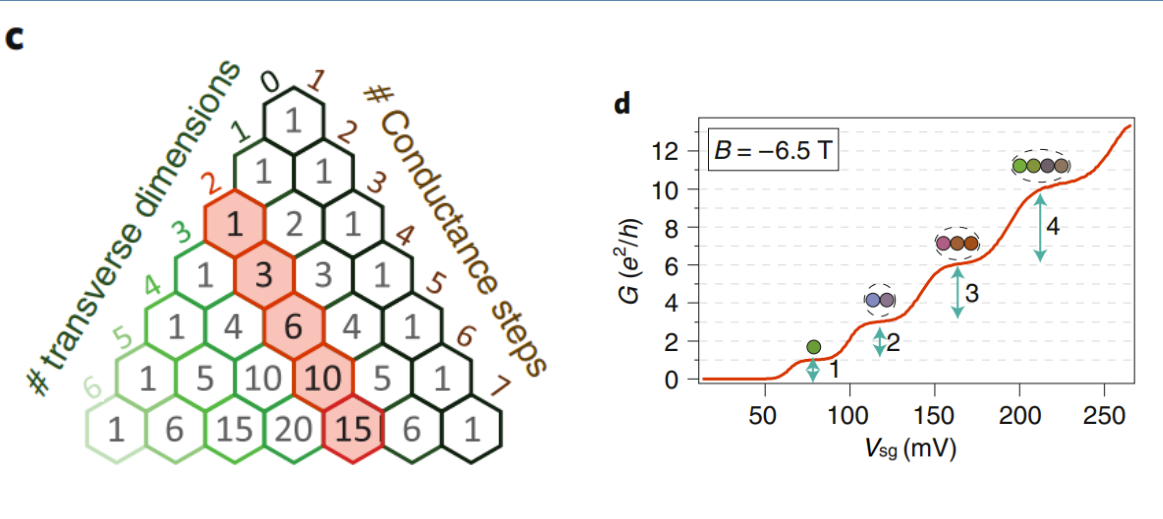 c
# transverse dimensions
# Conductance steps
0 1
1 1 2
2 1 1 3
3 1 2 1 4
4 1 3 3 1 5
5 1 4 6 4 1 6
6 1 5 10 10 5 1 7
1 6 15 20 15 6 1
d
B = −6.5 T
12
10
8
6
4
2
0
G (e²/h)
4
3
2
1
50 100 150 200 250
Vsg (mV)